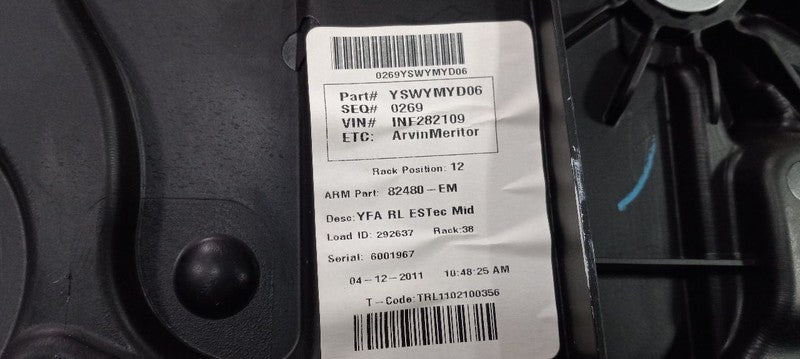 0269YSWYMYD06
Part# YSWYMYD06
SEQ# 0269
VIN# INF282109
ETC: ArvinMeritor
Rack Position: 12
ARM Part: 82480-EM
Desc: YFA RL ESTec Mid
Load ID: 292637 Rack:38
Serial: 6001967
04-12-2011 10:48:25 AM
T-Code:TRL1102100356